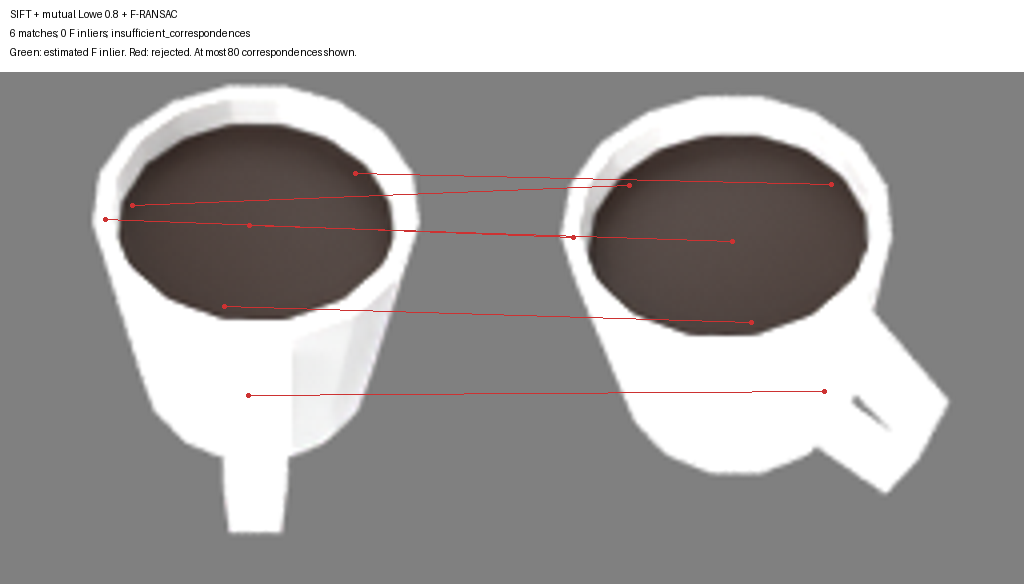 SIFT + mutual Lowe 0.8 + F-RANSAC
6 matches; 0 F inliers; insufficient_correspondences
Green: estimated F inlier. Red: rejected. At most 80 correspondences shown.